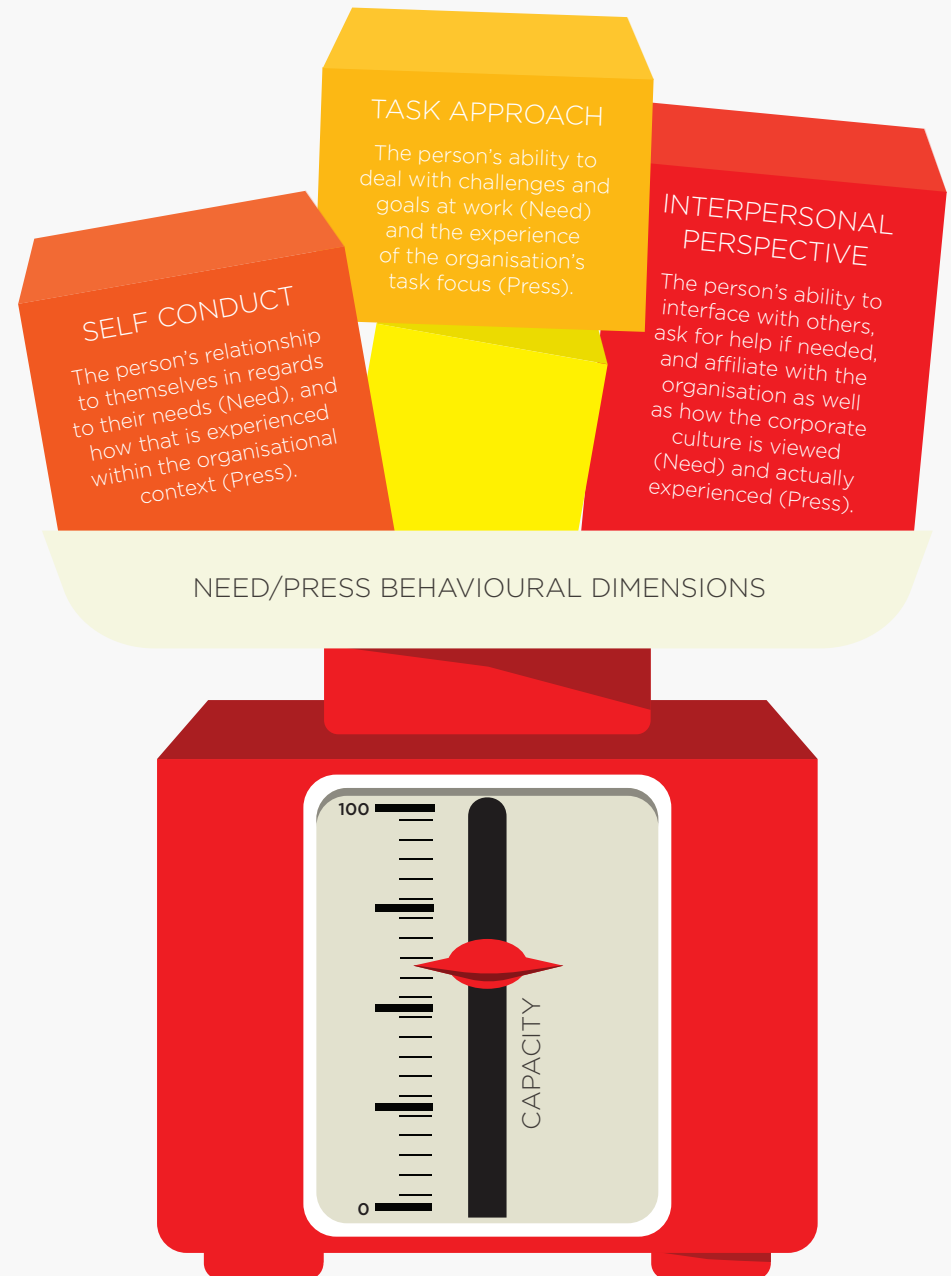 TASK APPROACH
The person's ability to
deal with challenges and
goals at work (Need)
and the experience
of the organisation's
task focus (Press).
INTERPERSONAL
PERSPECTIVE
The person's ability to
interface with others,
ask for help if needed,
and affiliate with the
organisation as well
as how the corporate
culture is viewed
(Need) and actually
experienced (Press).
SELF CONDUCT
The person's relationship
to themselves in regards
to their needs (Need), and
how that is experienced
within the organisational
context (Press).
NEED/PRESS BEHAVIOURAL DIMENSIONS
100
CAPACITY
0